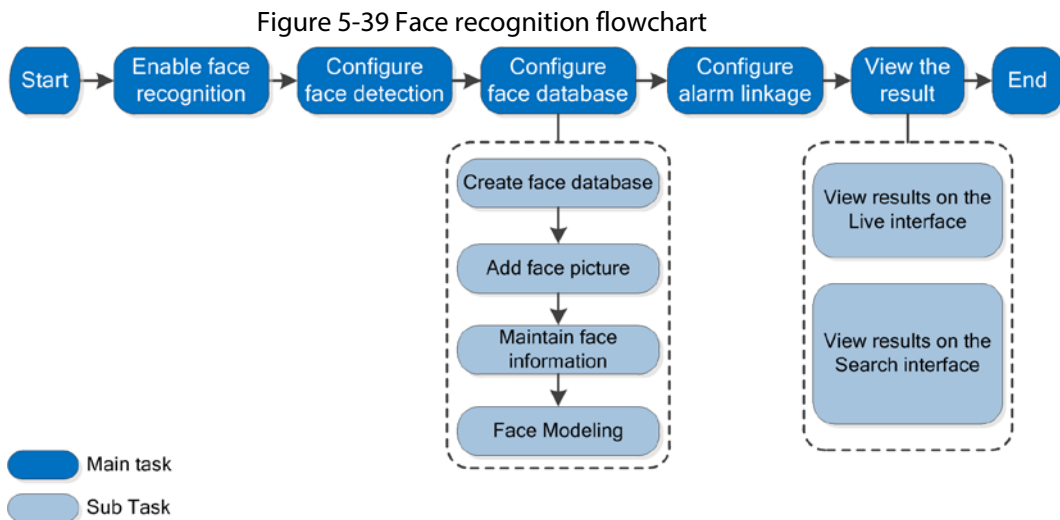 Figure 5-39 Face recognition flowchart
Start
Enable face
recognition
Configure
face detection
Configure
face database
Configure
alarm linkage
View the
result
End
Create face database
Add face picture
Maintain face
information
Face Modeling
View results on the
Live interface
View results on the
Search interface
Main task
Sub Task